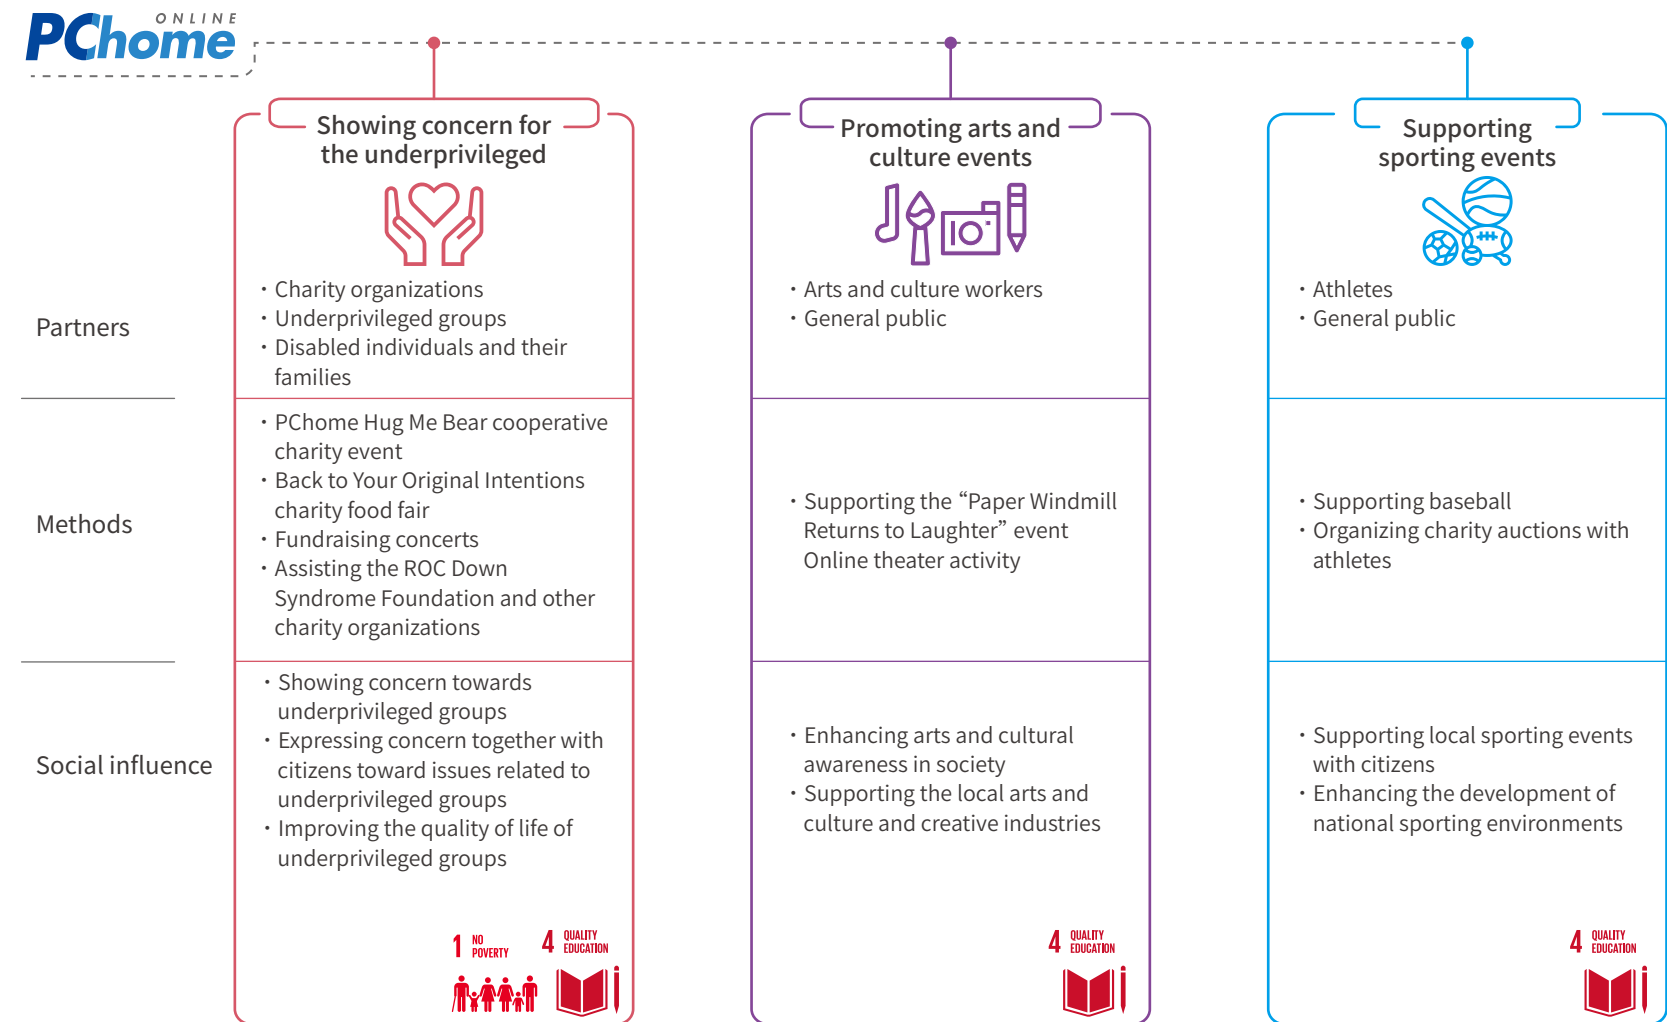 ONLINE
PChome
Showing concern for
the underprivileged
Promoting arts and
culture events
Supporting
sporting events
Partners
・Charity organizations
・Underprivileged groups
・Disabled individuals and their
families
・Arts and culture workers
・General public
・Athletes
・General public
Methods
・PChome Hug Me Bear cooperative
charity event
・Back to Your Original Intentions
charity food fair
・Fundraising concerts
・Assisting the ROC Down
Syndrome Foundation and other
charity organizations
・Supporting the “Paper Windmill
Returns to Laughter” event
Online theater activity
・Supporting baseball
・Organizing charity auctions with
athletes
Social influence
・Showing concern towards
underprivileged groups
・Expressing concern together with
citizens toward issues related to
underprivileged groups
・Improving the quality of life of
underprivileged groups
・Enhancing arts and cultural
awareness in society
・Supporting the local arts and
culture and creative industries
・Supporting local sporting events
with citizens
・Enhancing the development of
national sporting environments
1 NO
POVERTY
4 QUALITY
EDUCATION
4 QUALITY
EDUCATION
4 QUALITY
EDUCATION